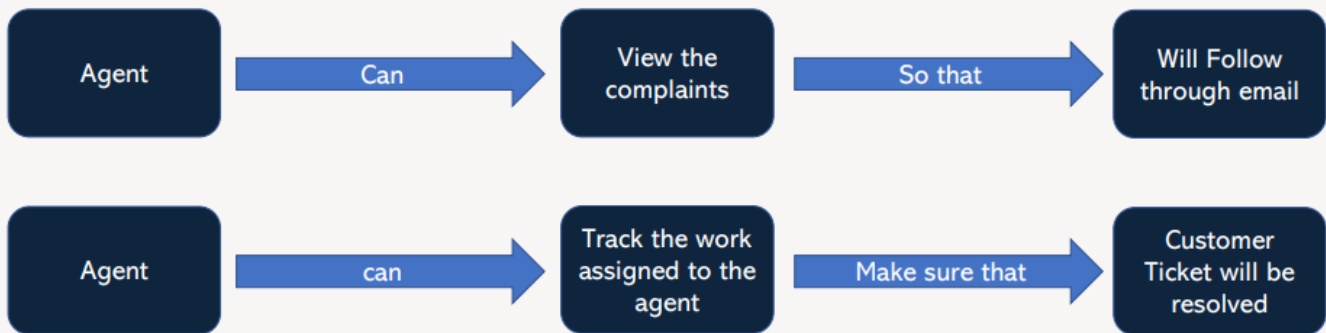 Agent
Can
View the
complaints
So that
Will Follow
through email
Agent
can
Track the work
assigned to the
agent
Make sure that
Customer
Ticket will be
resolved